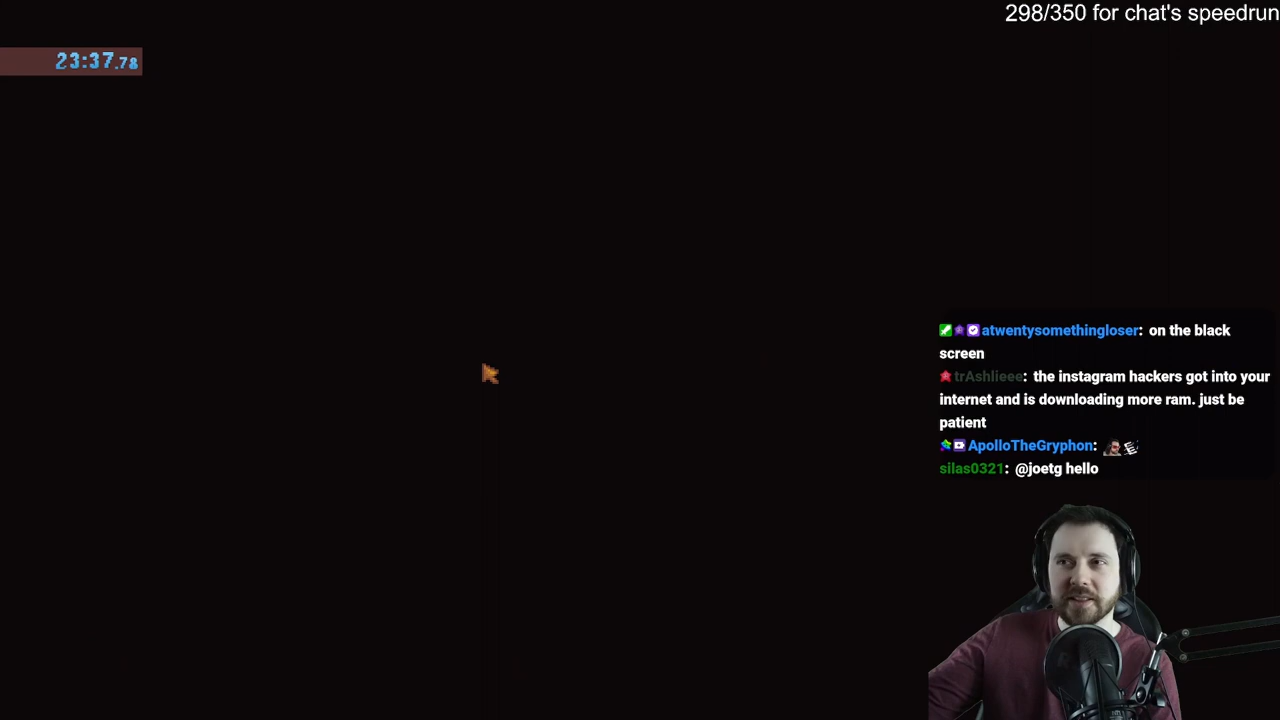 298/350 for chat's speedrun
23:37.78
atwentysomethingloser: on the black
screen
trAshlieee: the instagram hackers got into your
internet and is downloading more ram. just be
patient
ApolloTheGryphon:
silas0321: @joetg hello